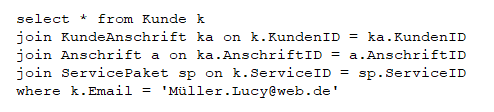 select * from Kunde k
join KundeAnschrift ka on k.KundenID = ka.KundenID
join Anschrift a on ka.AnschriftID = a.AnschriftID
join ServicePaket sp on k.ServiceID = sp.ServiceID
where k.Email = 'Müller.Lucy@web.de'